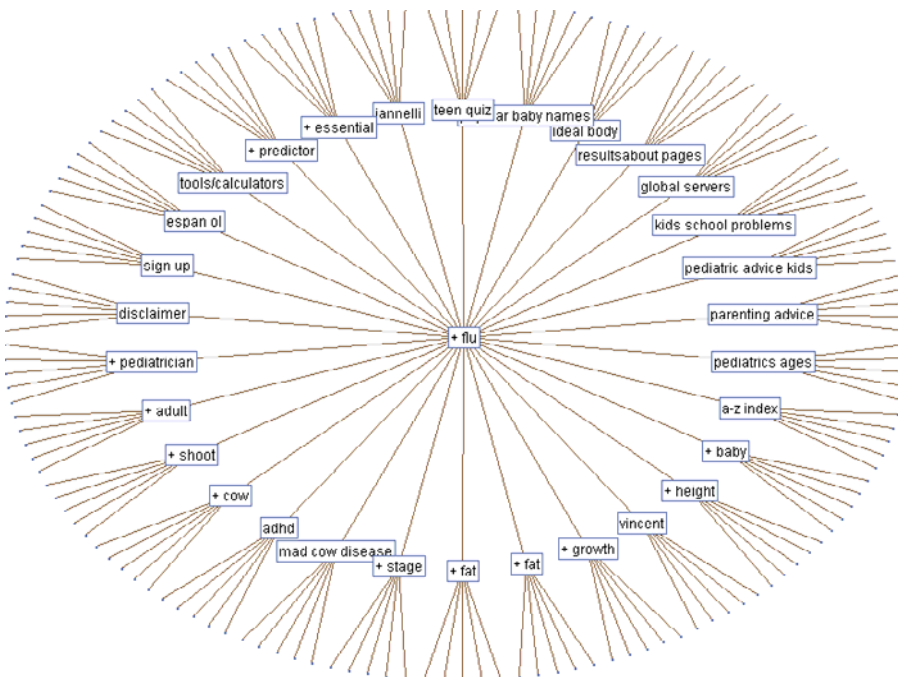 iannelli
teen quiz
ar baby names
+ essential
ideal body
+ predictor
resultsabout pages
tools/calculators
global servers
espan ol
kids school problems
sign up
pediatric advice kids
disclaimer
parenting advice
+ flu
+ pediatrician
pediatrics ages
+ adult
a-z index
+ shoot
+ baby
+ cow
+ height
adhd
vincent
mad cow disease
+ growth
+ stage
+ fat
+ fat